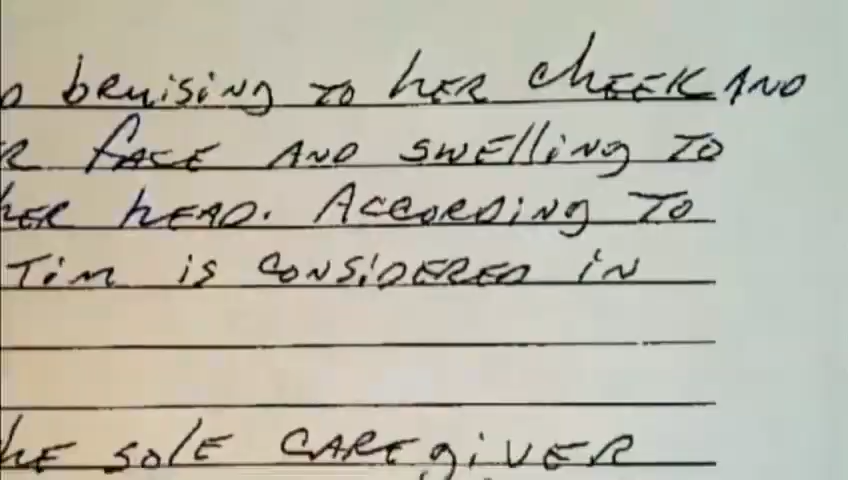 bruising to her cheek and
face and swelling to
her head. According to
Tim is considered in
sole caregiver